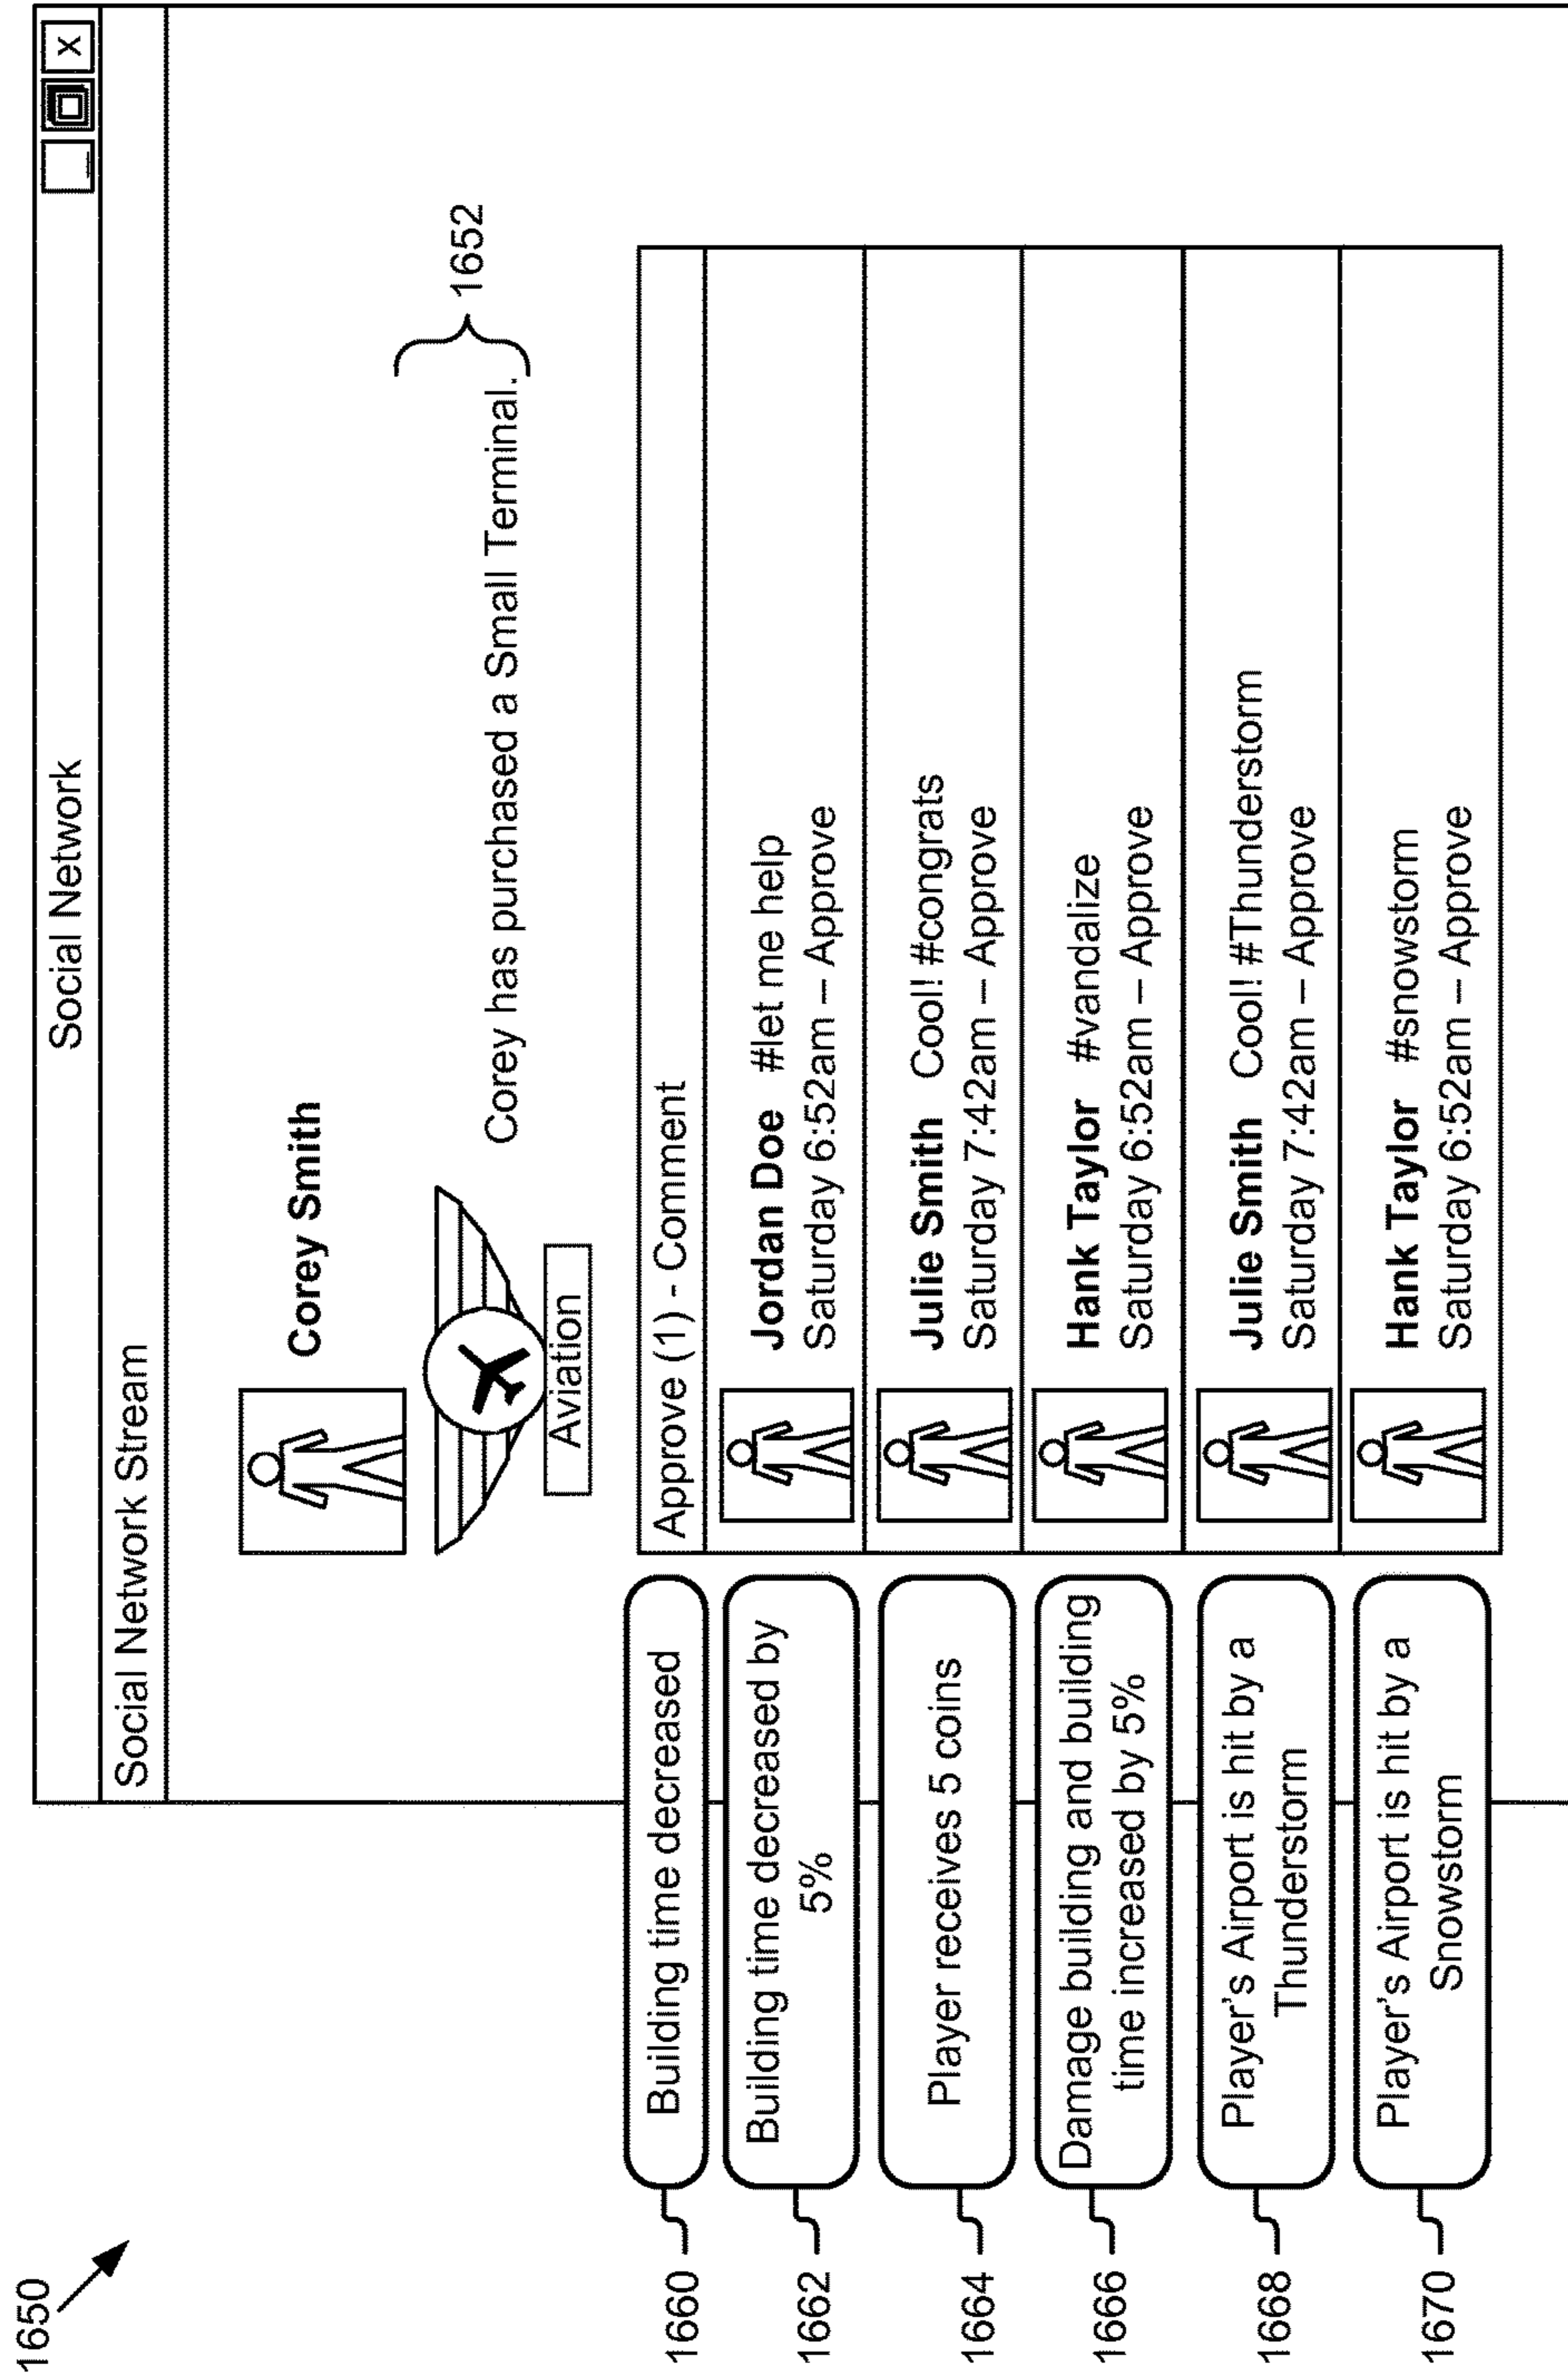 1650
Social Network
X
Social Network Stream
Corey Smith
Corey has purchased a Small Terminal.
1652
Aviation
1660
Building time decreased
Approve (1) - Comment
1662
Building time decreased by
5%
Jordan Doe #let me help
Saturday 6:52am – Approve
1664
Player receives 5 coins
Julie Smith Cool! #congrats
Saturday 7:42am – Approve
1666
Damage building and building
time increased by 5%
Hank Taylor #vandalize
Saturday 6:52am – Approve
1668
Player's Airport is hit by a
Thunderstorm
Julie Smith Cool! #Thunderstorm
Saturday 7:42am – Approve
1670
Player's Airport is hit by a
Snowstorm
Hank Taylor #snowstorm
Saturday 6:52am – Approve